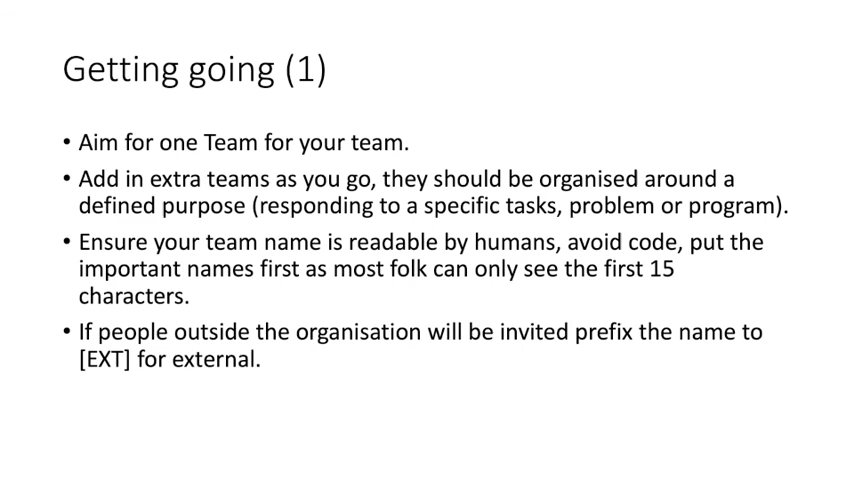 Getting going (1)
• Aim for one Team for your team.
• Add in extra teams as you go, they should be organised around a
defined purpose (responding to a specific tasks, problem or program).
• Ensure your team name is readable by humans, avoid code, put the
important names first as most folk can only see the first 15
characters.
• If people outside the organisation will be invited prefix the name to
[EXT] for external.